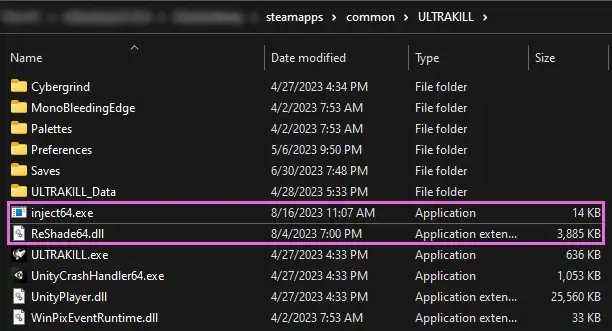 steamapps > common > ULTRAKILL >
Name Date modified Type Size
Cybergrind 4/27/2023 4:34 PM File folder
MonoBleedingEdge 4/2/2023 7:53 AM File folder
Palettes 4/2/2023 7:53 AM File folder
Preferences 5/6/2023 9:50 PM File folder
Saves 6/30/2023 7:48 PM File folder
ULTRAKILL_Data 4/28/2023 5:33 PM File folder
inject64.exe 8/16/2023 11:07 AM Application 14 KB
ReShade64.dll 8/4/2023 7:00 PM Application exten... 3,885 KB
ULTRAKILL.exe 4/27/2023 4:33 PM Application 636 KB
UnityCrashHandler64.exe 4/27/2023 4:33 PM Application 1,053 KB
UnityPlayer.dll 4/27/2023 4:33 PM Application exten... 25,560 KB
WinPixEventRuntime.dll 4/2/2023 7:53 AM Application exten... 33 KB